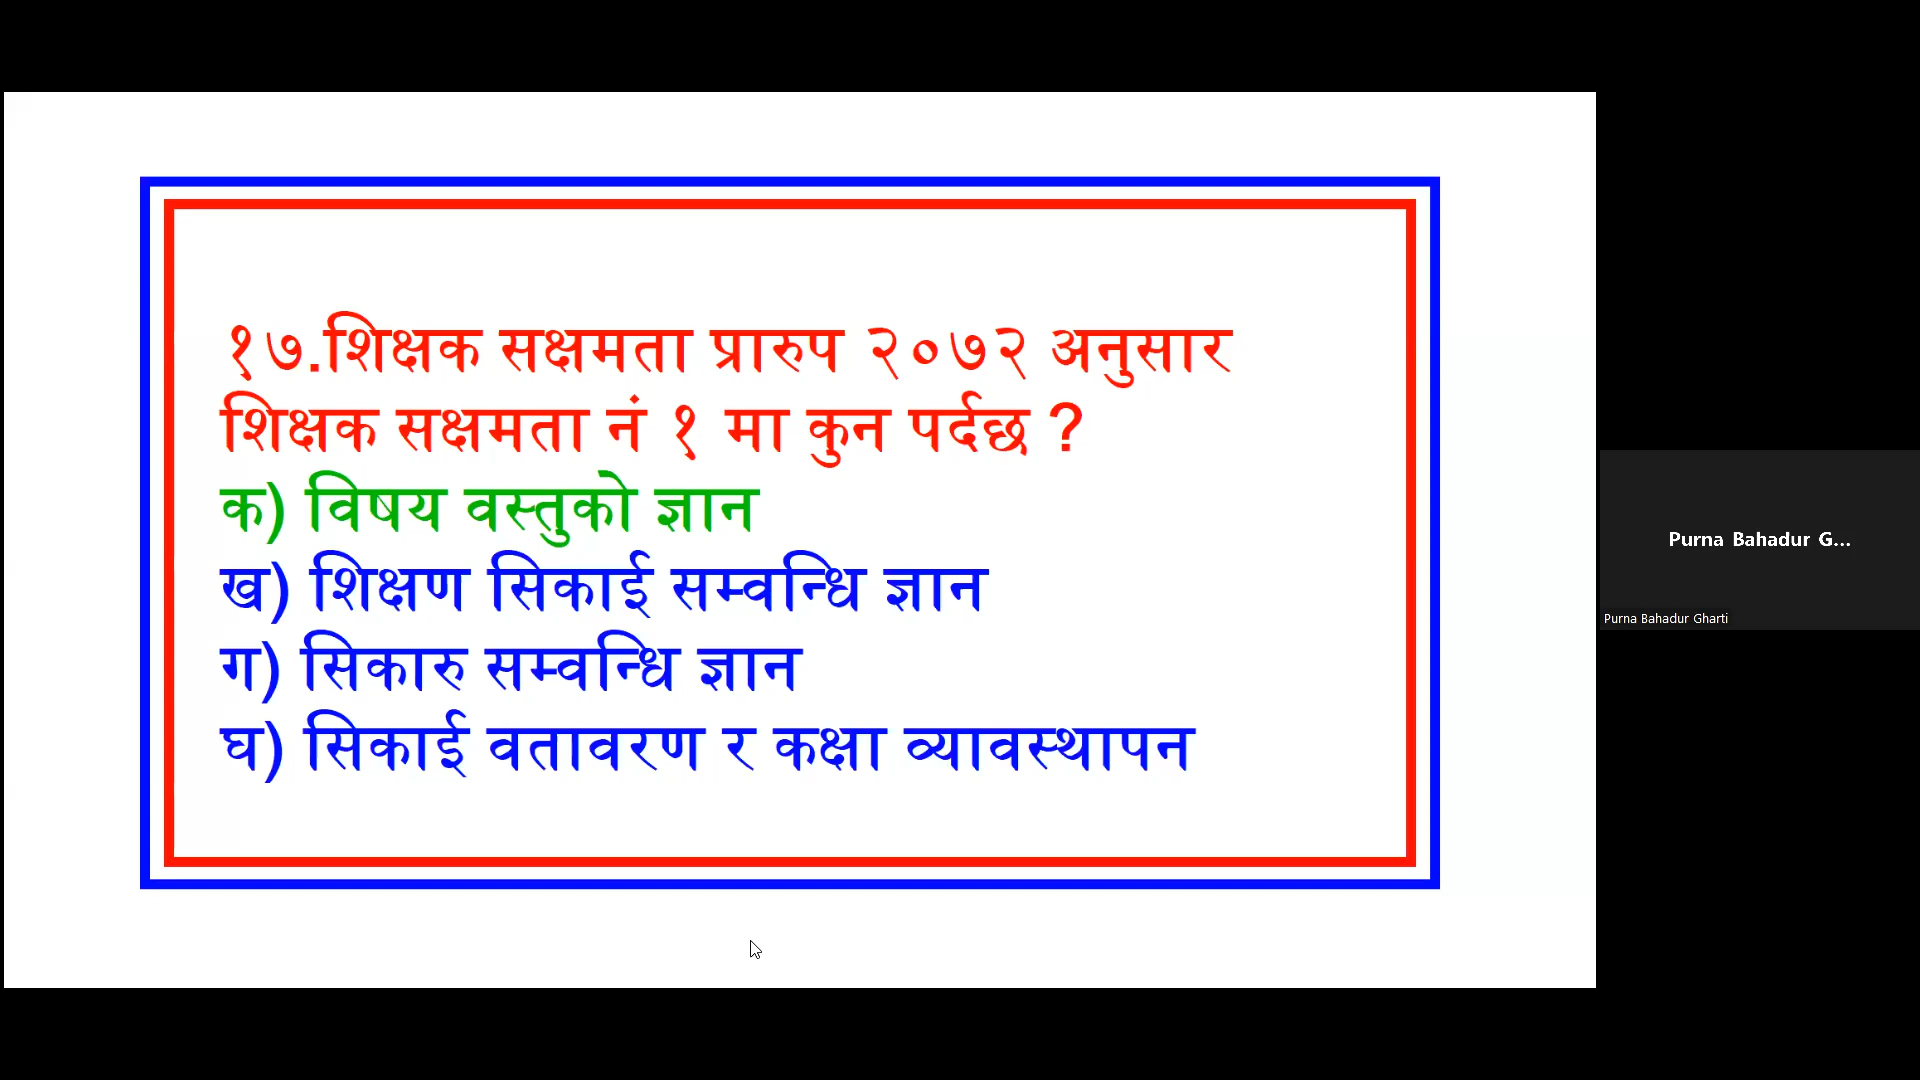 १७.शिक्षक सक्षमता प्रारुप २०७२ अनुसार
शिक्षक सक्षमता नं १ मा कुन पर्दछ ?
क) विषय वस्तुको ज्ञान
ख) शिक्षण सिकाई सम्वन्धि ज्ञान
ग) सिकारु सम्वन्धि ज्ञान
घ) सिकाई वतावरण र कक्षा व्यावस्थापन
Purna Bahadur G...
Purna Bahadur Gharti